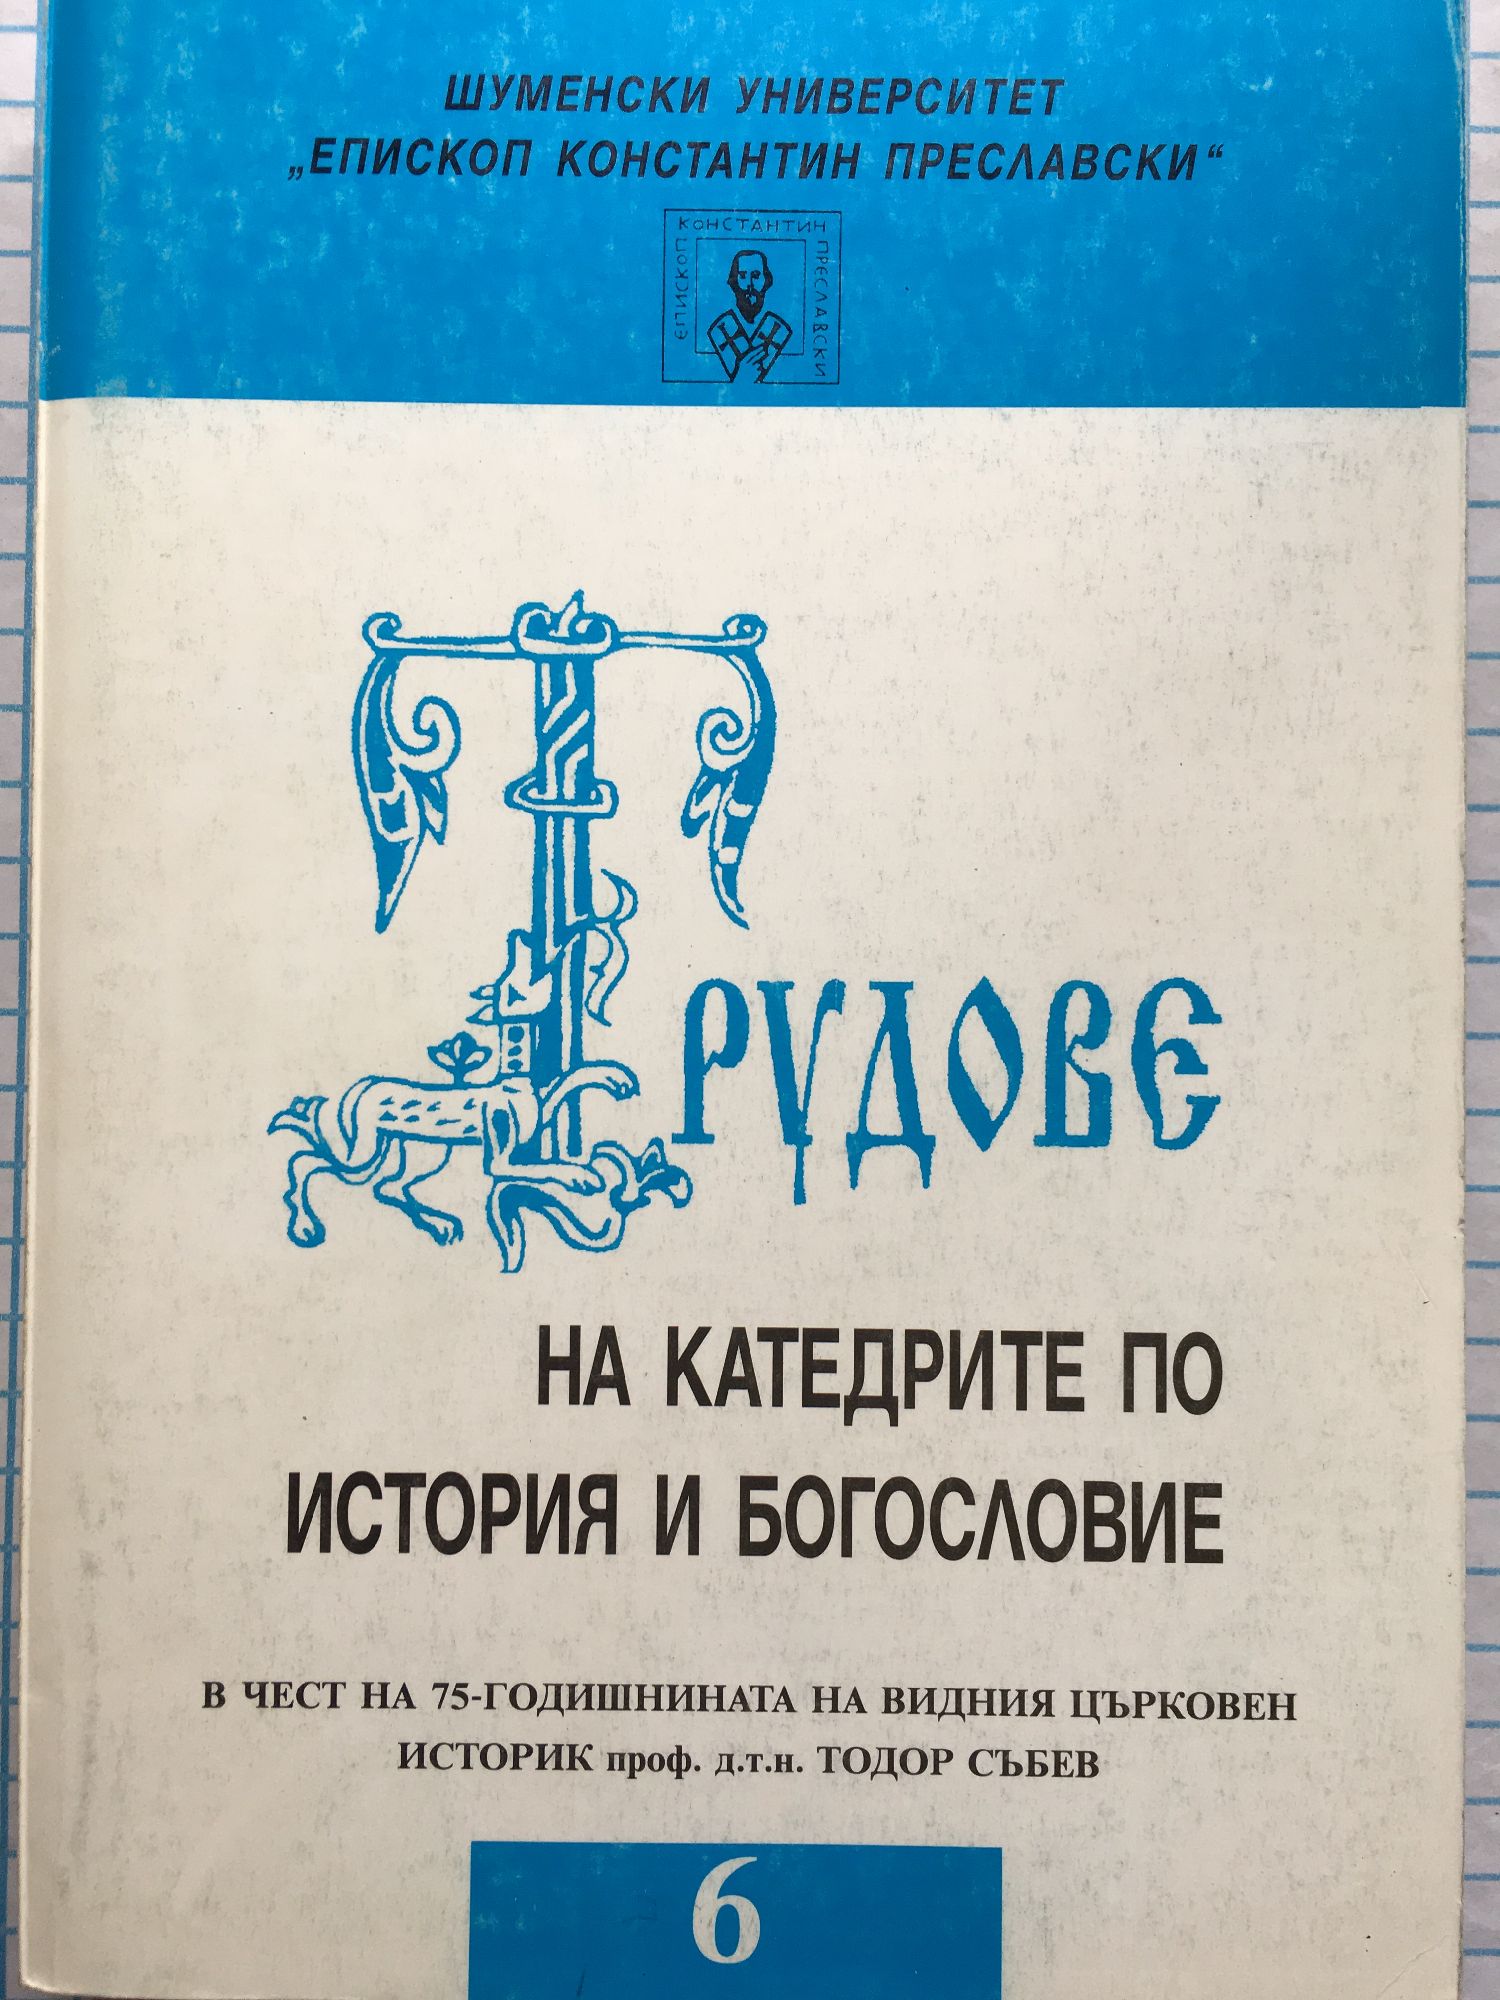 ШУМЕНСКИ УНИВЕРСИТЕТ
„ЕПИСКОП КОНСТАНТИН ПРЕСЛАВСКИ“
ЕПИСКОП КОНСТАНТИН ПРЕСЛАВСКИ
ТРУДОВЕ
НА КАТЕДРИТЕ ПО
ИСТОРИЯ И БОГОСЛОВИЕ
В ЧЕСТ НА 75-ГОДИШНИНАТА НА ВИДНИЯ ЦЪРКОВЕН
ИСТОРИК проф. д.т.н. ТОДОР СЪБЕВ
6